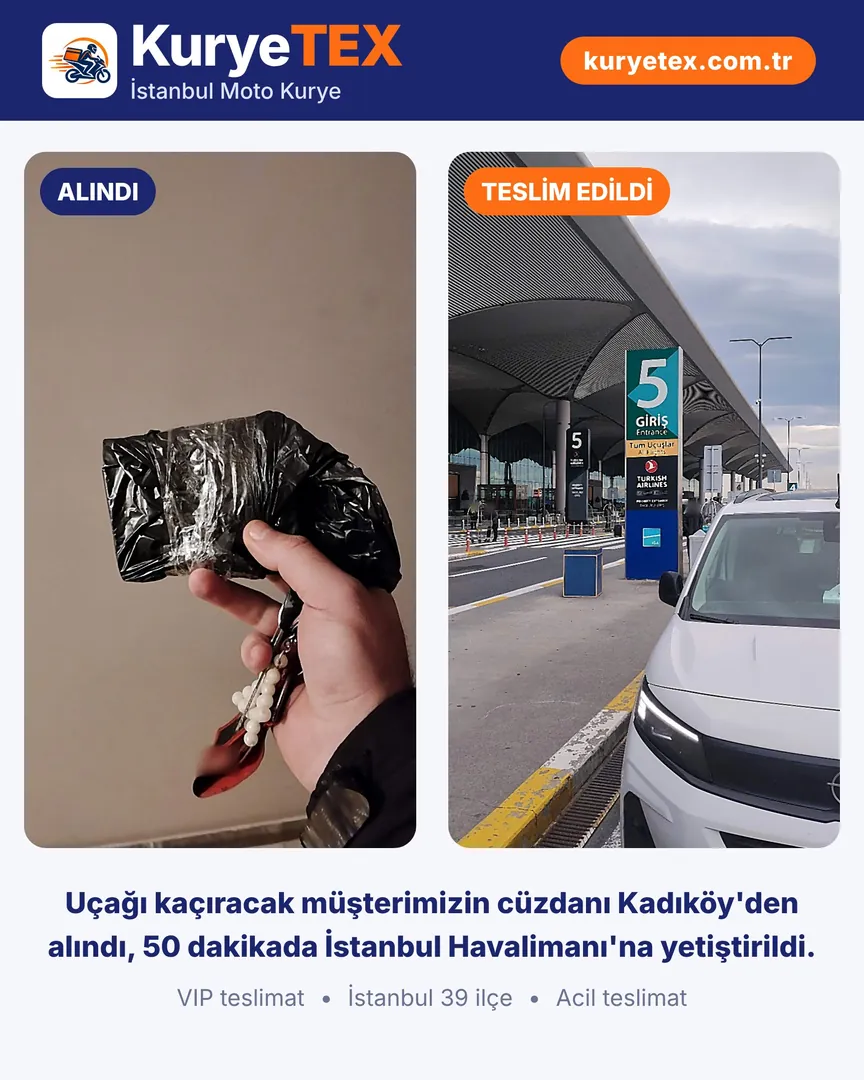 KuryeTEX
İstanbul Moto Kurye
kuryetex.com.tr
ALINDI
TESLİM EDİLDİ
5
GİRİŞ
Entrance
Tüm Uçuşlar
TURKISH
AIRLINES
5
4
Uçağı kaçıracak müşterimizin cüzdanı Kadıköy'den
alındı, 50 dakikada İstanbul Havalimanı'na yetiştirildi.
VIP teslimat • İstanbul 39 ilçe • Acil teslimat